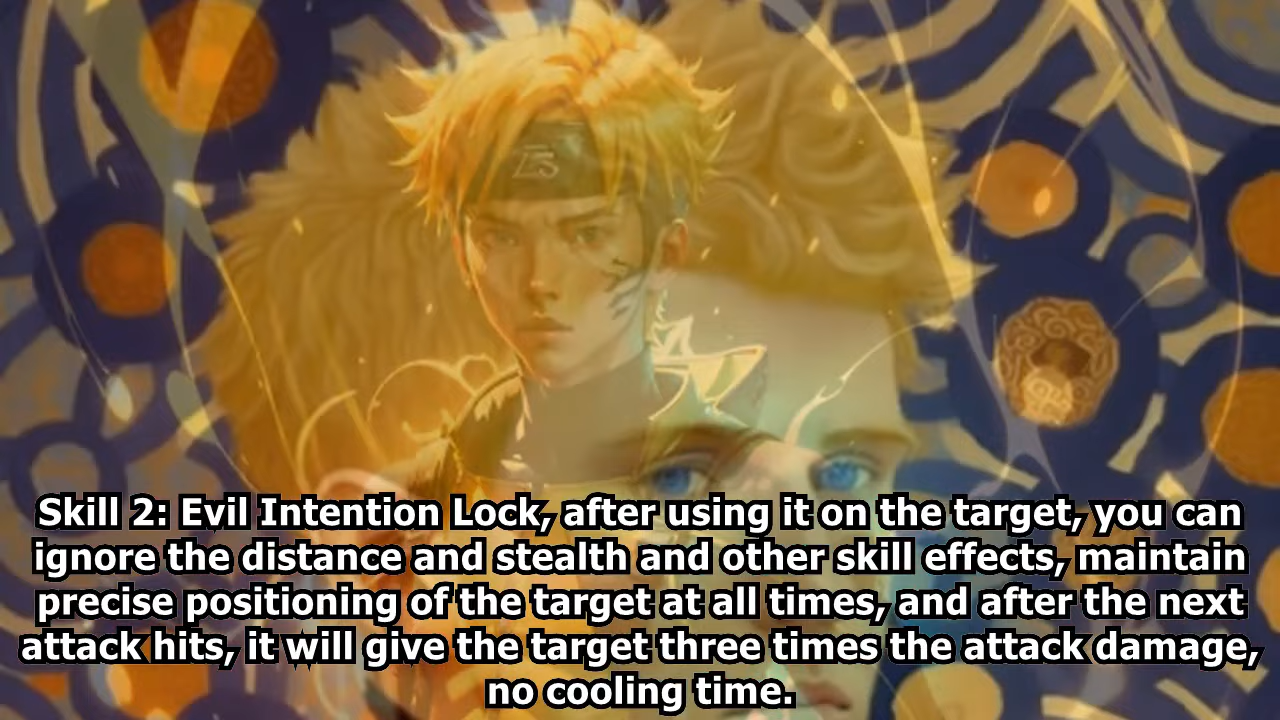 Skill 2: Evil Intention Lock, after using it on the target, you can
ignore the distance and stealth and other skill effects, maintain
precise positioning of the target at all times, and after the next
attack hits, it will give the target three times the attack damage,
no cooling time.